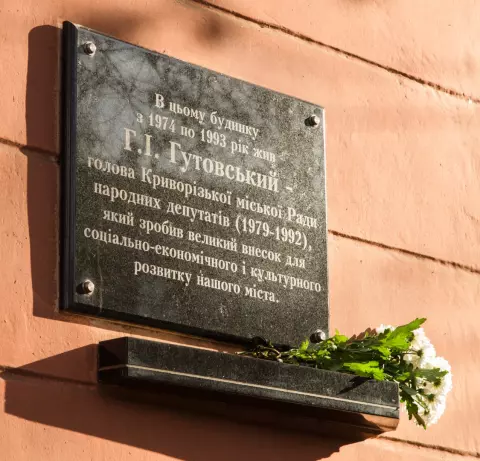 В цьому будинку
з 1974 по 1993 рік жив
Г.І. Гутовський -
голова Криворізької міської Ради
народних депутатів (1979-1992),
який зробив великий внесок для
соціально-економічного і культурного
розвитку нашого міста.